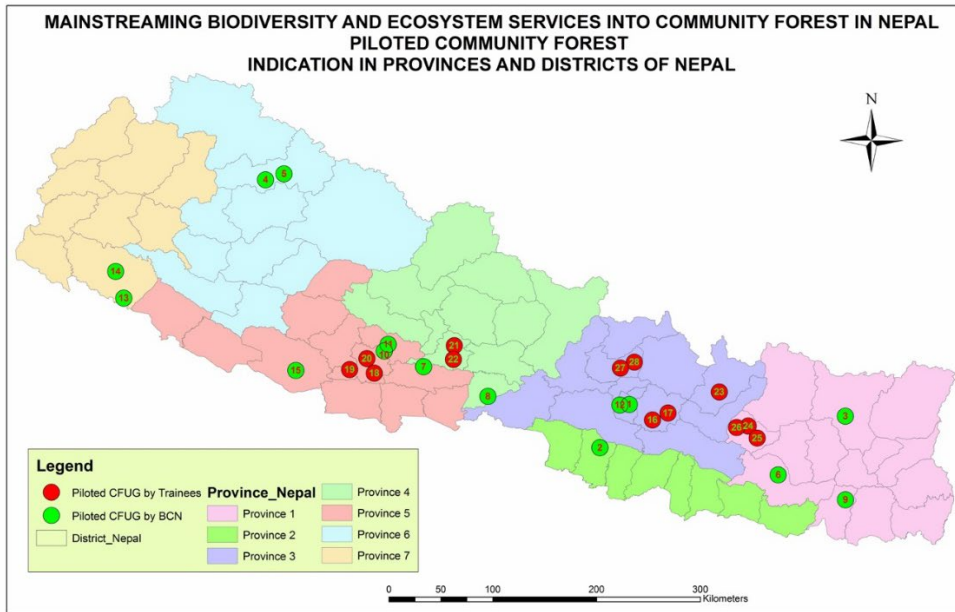 MAINSTREAMING BIODIVERSITY AND ECOSYSTEM SERVICES INTO COMMUNITY FOREST IN NEPAL
PILOTED COMMUNITY FOREST
INDICATION IN PROVINCES AND DISTRICTS OF NEPAL
N
4
5
14
13
11
10
20
19
18
15
7
21
22
8
28
27
23
12
1
17
16
3
26
24
25
2
6
9
Legend
Piloted CFUG by Trainees
Piloted CFUG by BCN
District_Nepal
Province_Nepal
Province 1
Province 2
Province 3
Province 4
Province 5
Province 6
Province 7
0 50 100 200 300
Kilometers